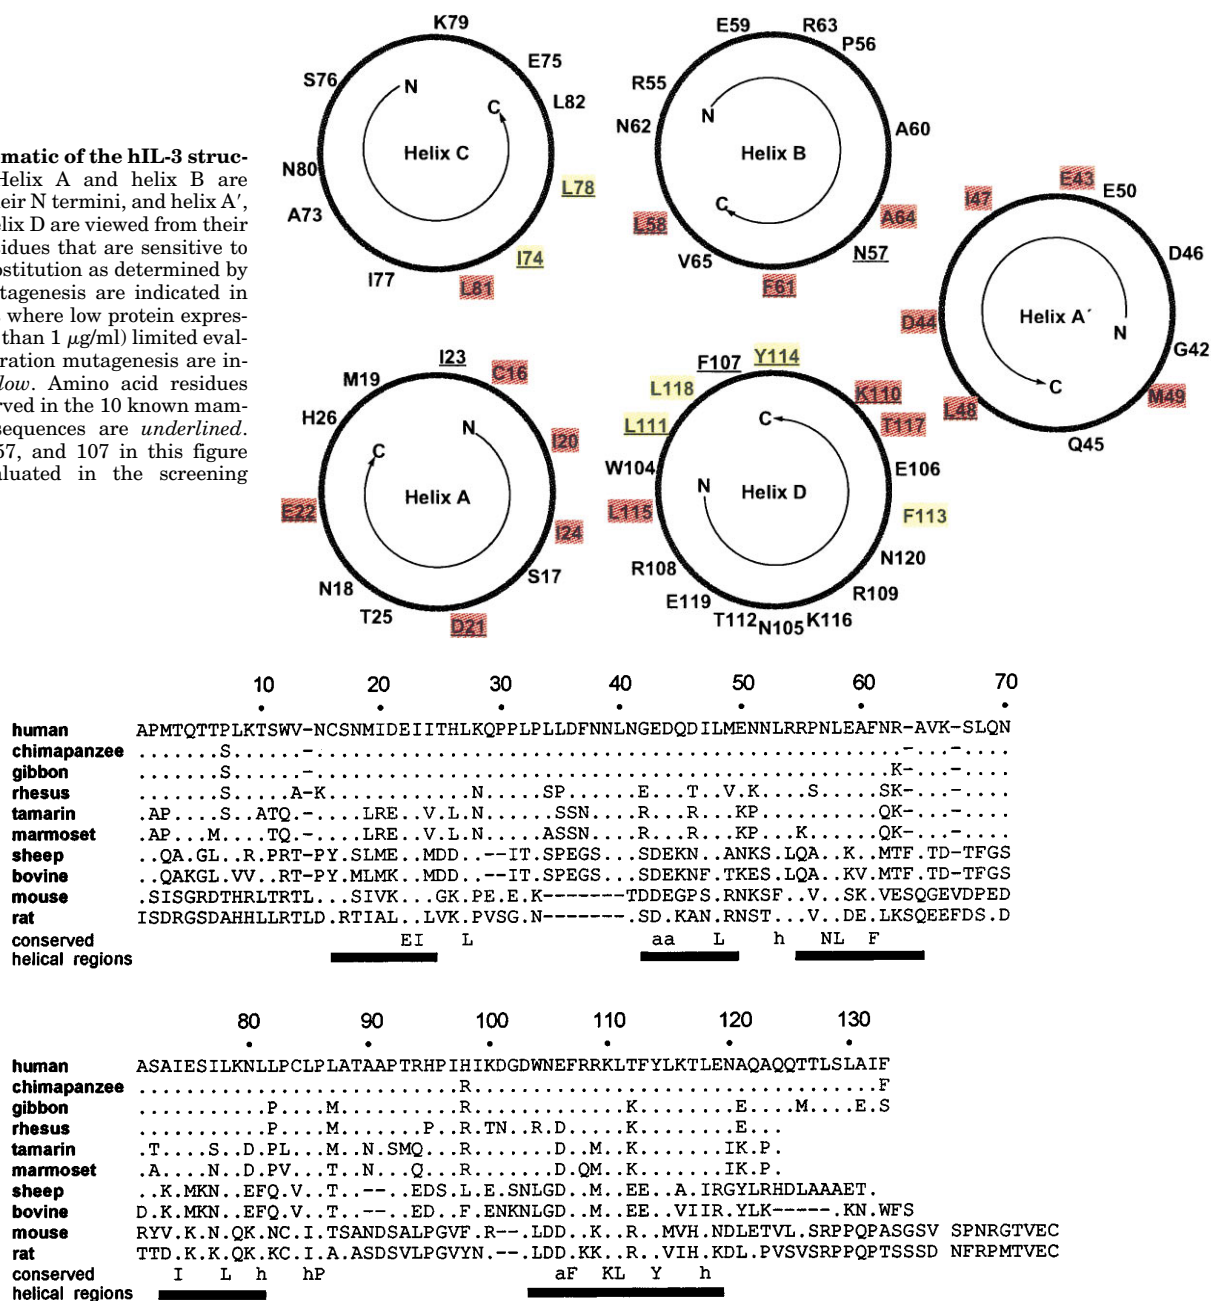 matic of the hIL-3 struc-
Helix A and helix B are
eir N termini, and helix A′,
elix D are viewed from their
sidues that are sensitive to
ostitution as determined by
tagenesis are indicated in
s where low protein expres-
than 1 μg/ml) limited eval-
ration mutagenesis are in-
low. Amino acid residues
rved in the 10 known mam-
sequences are underlined.
57, and 107 in this figure
aluated in the screening
K79
E75
L82
L78
I74
L81
I77
A73
N80
S76
N
C
Helix C
E59
R63
P56
A60
A64
N57
F61
V65
L58
N62
R55
N
C
Helix B
E43
E50
D46
G42
M49
Q45
L48
D44
I47
N
C
Helix A´
I23
C16
I20
I24
S17
D21
T25
N18
E22
H26
M19
N
C
Helix A
F107
Y114
K110
T117
E106
F113
N120
R109
K116
N105
T112
E119
R108
L115
W104
L111
L118
C
N
Helix D
10 20 30 40 50 60 70
human APMTQTTPLKTSWV-NCSNMIDEIITHLKQPPLPLLDFNNLNGEDQDILMENNLRRPNLEAFNR-AVK-SLQN
chimapanzee .......S......-................................................-...-....
gibbon .......S......-...............................................K-...-....
rhesus .......S.....A-K............N.....SP......E...T..V.K....S.....SK-...-....
tamarin .AP....S..ATQ.-....LRE..V.L.N......SSN....R...R...KP..........QK-...-....
marmoset .AP...M....TQ.-....LRE..V.L.N.....ASSN....R...R...KP...K......QK-...-....
sheep ..QA.GL..R.PRT-PY.SLME..MDD..--IT.SPEGS...SDEKN..ANKS.LQA..K..MTF.TD-TFGS
bovine ..QAKGL.VV..RT-PY.MLMK..MDD..--IT.SPEGS...SDEKNF.TKES.LQA..KV.MTF.TD-TFGS
mouse .SISGRDTHRLTRTL...SIVK...GK.PE.E.K-------TDDEGPS.RNKSF..V..SK.VESQGEVDPED
rat ISDRGSDAHHLLRTLD.RTIAL..LVK.PVSG.N-------.SD.KAN.RNST...V..DE.LKSQEEFDS.D
conserved EI L aa L h NL F
helical regions
80 90 100 110 120 130
human ASAIESILKNLLPCLPLATAAPTRHPIHIKDGDWNEFRRKLTFYLKTLENAQAQQTTLSLAIF
chimapanzee ...........................R..................................F
gibbon ...........P....M..........R.............K........E....T....E.S
rhesus ...........P....M.......P..R.TN..R.D.....K........E...
tamarin .T....S..D.PL...M..N.SMQ...R.......D..M..K.......IK.P.
marmoset .A....N..D.PV...T..N...Q...R.......D.QM..K.......IK.P.
sheep ..K.MKN..EFQ.V..T..--..EDS.L.E.SNLGD..M..EE..A.IRGYLRHDLAAAET.
bovine D.K.MKN..EFQ.V..T..--..ED..F.ENKNLGD..M..EE..VIIR.YLK-----.KN.WFS
mouse RYV.K.N.QK.NC.I.TSANDSALPGVF.R--.LDD..K..R..MVH.NDLETVL.SRPPQPASGSV SPNRGTVEC
rat TTD.K.K.QK.KC.I.A.ASDSVLPGVYN.--.LDD.KK..R..VIH.KDL.PVSVSRPPQPTSSSD NFRPMTVEC
conserved I L h hP aF KL Y h
helical regions